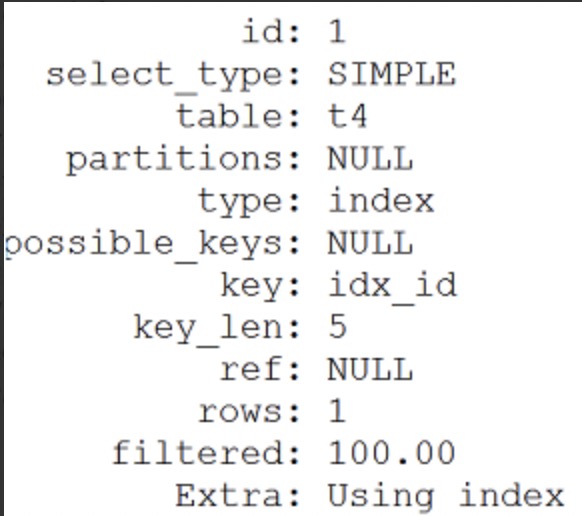 id: 1
select_type: SIMPLE
table: t4
partitions: NULL
type: index
possible_keys: NULL
key: idx_id
key_len: 5
ref: NULL
rows: 1
filtered: 100.00
Extra: Using index